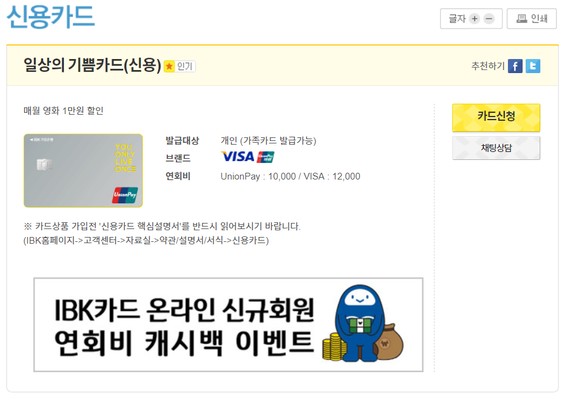 신용카드
글자
인쇄
일상의 기쁨카드(신용) 인기
추천하기
매월 영화 1만원 할인
카드신청
채팅상담
발급대상 개인 (가족카드 발급가능)
브랜드 VISA
연회비 UnionPay : 10,000 / VISA : 12,000
UnionPay
※ 카드상품 가입전 '신용카드 핵심설명서'를 반드시 읽어보시기 바랍니다.
(IBK홈페이지->고객센터->자료실->약관/설명서/서식->신용카드)
IBK카드 온라인 신규회원
연회비 캐시백 이벤트